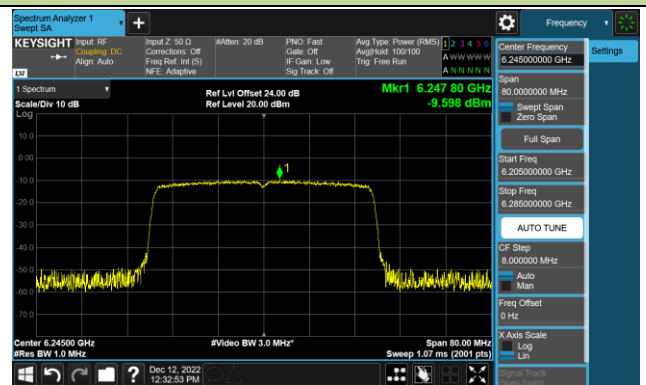 Spectrum Analyzer 1
Swept SA
Frequency
KEYSIGHT
Input: RF
Coupling: DC
Align: Auto
Input Z: 50 Ω
Corrections: Off
Freq Ref: Int (S)
NFE: Adaptive
#Atten: 20 dB
PNO: Fast
Gate: Off
IF Gain: Low
Sig Track: Off
Avg Type: Power (RMS)
Avg|Hold: 100/100
Trig: Free Run
1 2 3 4 5 6
A W W W W W
A N N N N N
LXI
1 Spectrum
Scale/Div 10 dB
Log
Ref Lvl Offset 24.00 dB
Ref Level 20.00 dBm
Mkr1 6.247 80 GHz
-9.598 dBm
10.0
0.00
-10.0
-20.0
-30.0
-40.0
-50.0
-60.0
-70.0
1
Center 6.24500 GHz
#Res BW 1.0 MHz
#Video BW 3.0 MHz*
Span 80.00 MHz
Sweep 1.07 ms (2001 pts)
Dec 12, 2022
12:32:53 PM
?
Center Frequency
6.245000000 GHz
Settings
Span
80.0000000 MHz
Swept Span
Zero Span
Full Span
Start Freq
6.205000000 GHz
Stop Freq
6.285000000 GHz
AUTO TUNE
CF Step
8.000000 MHz
Auto
Man
Freq Offset
0 Hz
X Axis Scale
Log
Lin
Signal Track